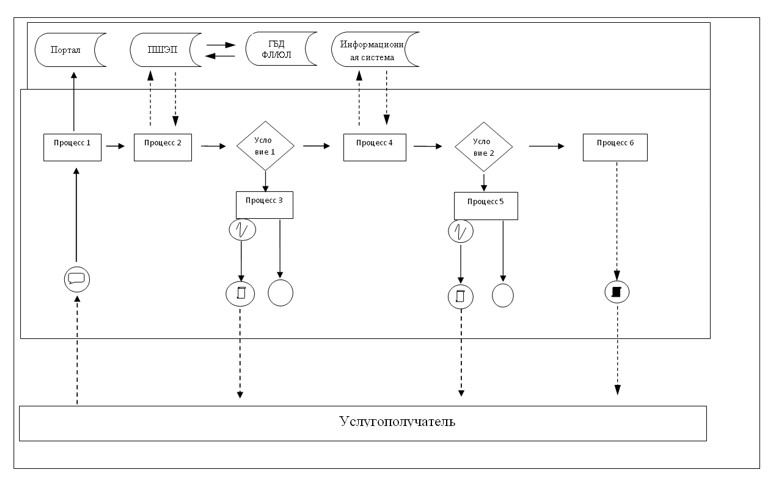 Портал
ПШЭП
ГБД
ФЛ/ЮЛ
Информационн
ая система
Процесс 1
Процесс 2
Усло
вие 1
Процесс 4
Усло
вие 2
Процесс 6
Процесс 3
Процесс 5
Услугополучатель